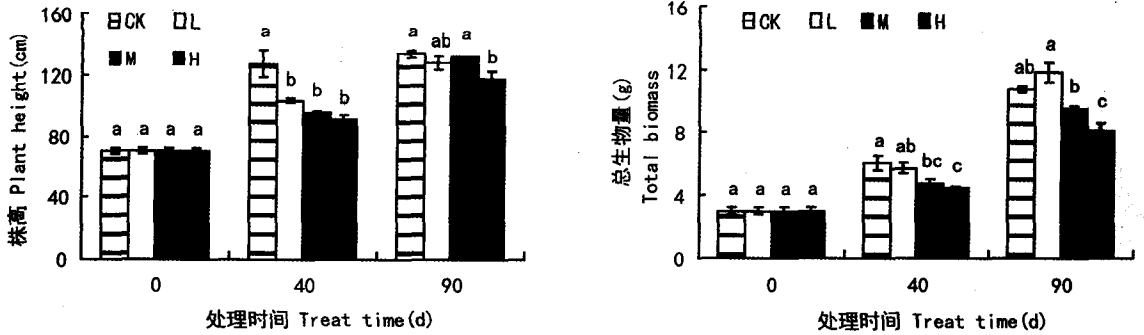 株高 Plant height(cm)
160
120
80
40
0
CK L
M H
a a a a
a b b b
a ab a b
0 40 90
处理时间 Treat time(d)
总生物量(g)
Total biomass
16
12
8
4
0
CK L M H
a a a a
a ab bc c
ab a b c
0 40 90
处理时间 Treat time(d)